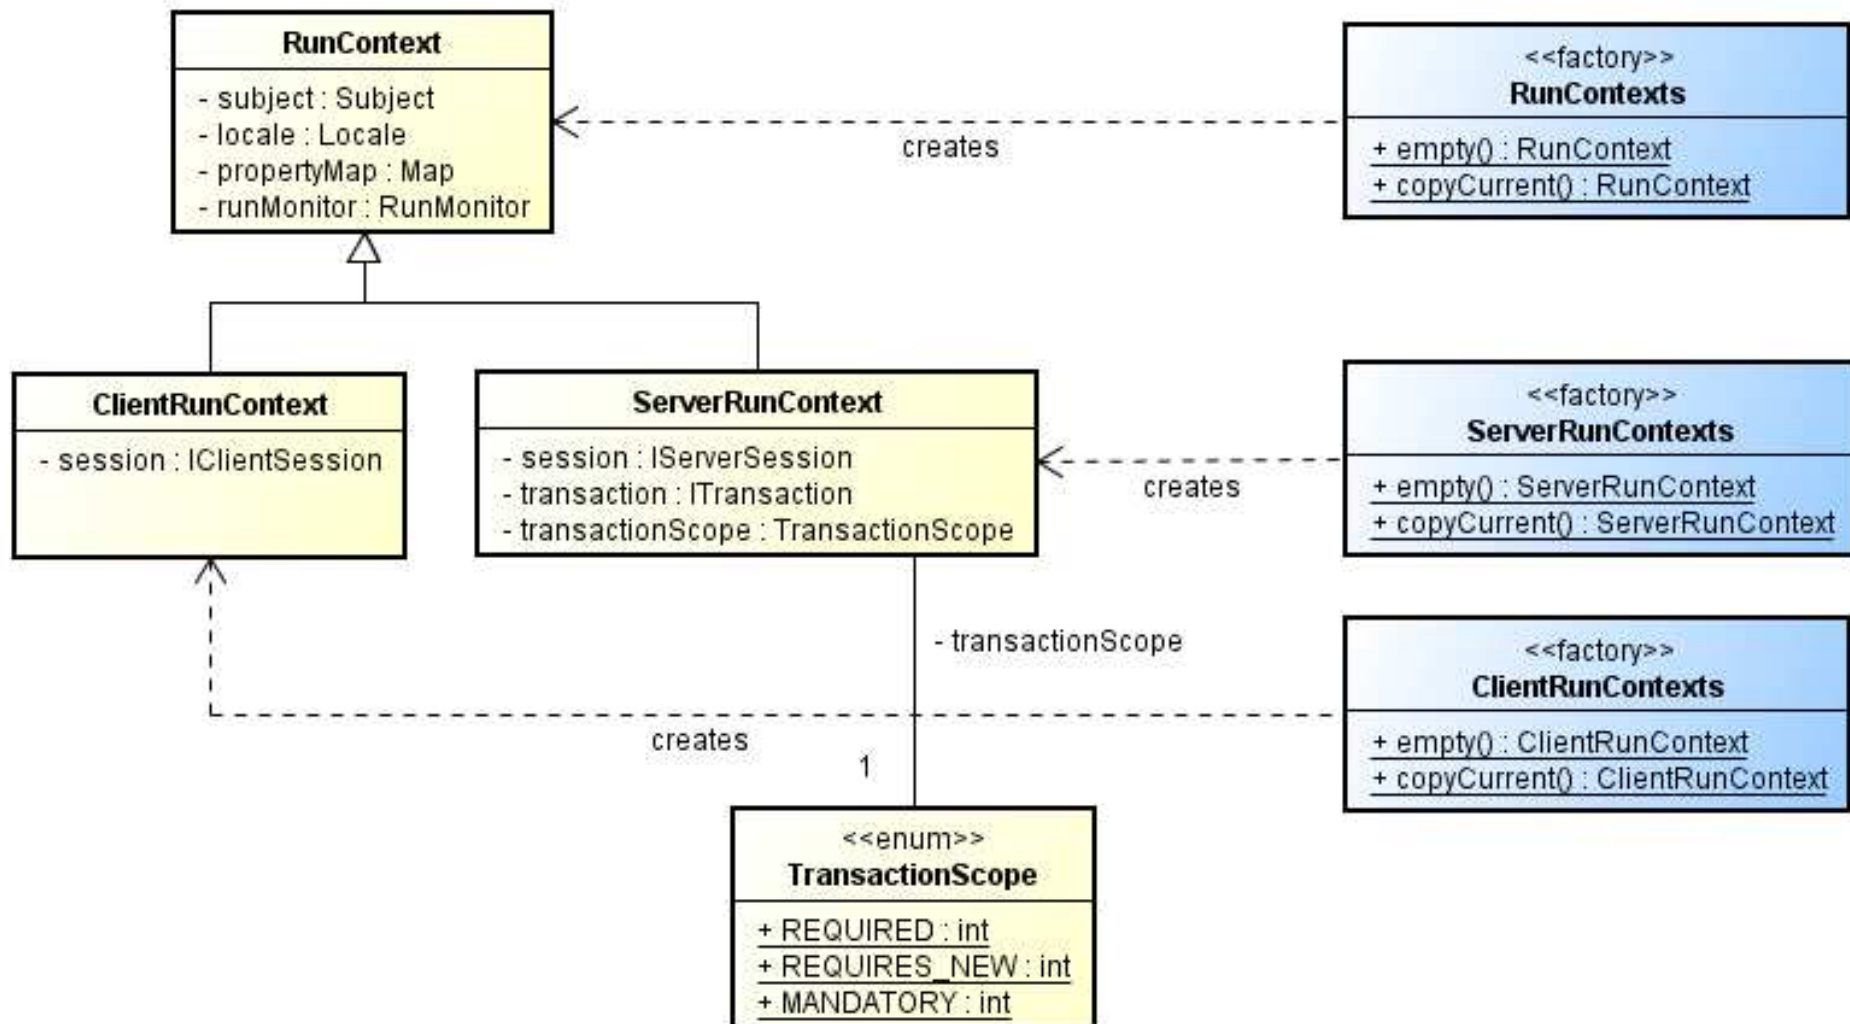 RunContext
- subject : Subject
- locale : Locale
- propertyMap : Map
- runMonitor : RunMonitor
creates
<<factory>>
RunContexts
+ empty() : RunContext
+ copyCurrent() : RunContext
ClientRunContext
- session : IClientSession
ServerRunContext
- session : IServerSession
- transaction : ITransaction
- transactionScope : TransactionScope
creates
<<factory>>
ServerRunContexts
+ empty() : ServerRunContext
+ copyCurrent() : ServerRunContext
- transactionScope
creates
1
<<factory>>
ClientRunContexts
+ empty() : ClientRunContext
+ copyCurrent() : ClientRunContext
<<enum>>
TransactionScope
+ REQUIRED : int
+ REQUIRES_NEW : int
+ MANDATORY : int